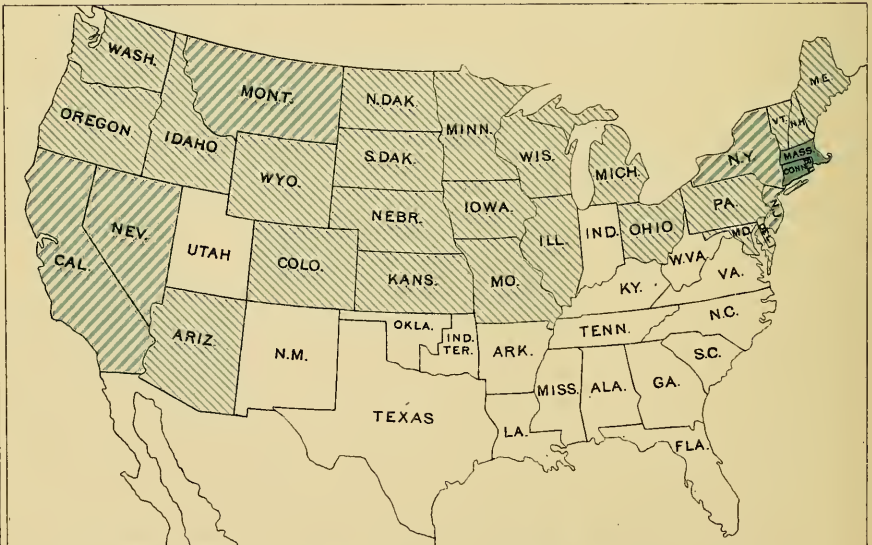 WASH.
OREGON
IDAHO
MONT.
N.DAK.
S.DAK.
WYO.
NEBR.
MINN.
WIS.
MICH.
IOWA.
ILL.
IND.
OHIO
PA.
N.Y.
VT.
N.H.
ME.
MASS.
CONN.
R.I.
N.J.
DEL.
MD.
W.VA.
VA.
CAL.
NEV.
UTAH
COLO.
KANS.
MO.
KY.
ARIZ.
N.M.
OKLA.
IND.
TER.
ARK.
TENN.
N.C.
S.C.
TEXAS
LA.
MISS.
ALA.
GA.
FLA.